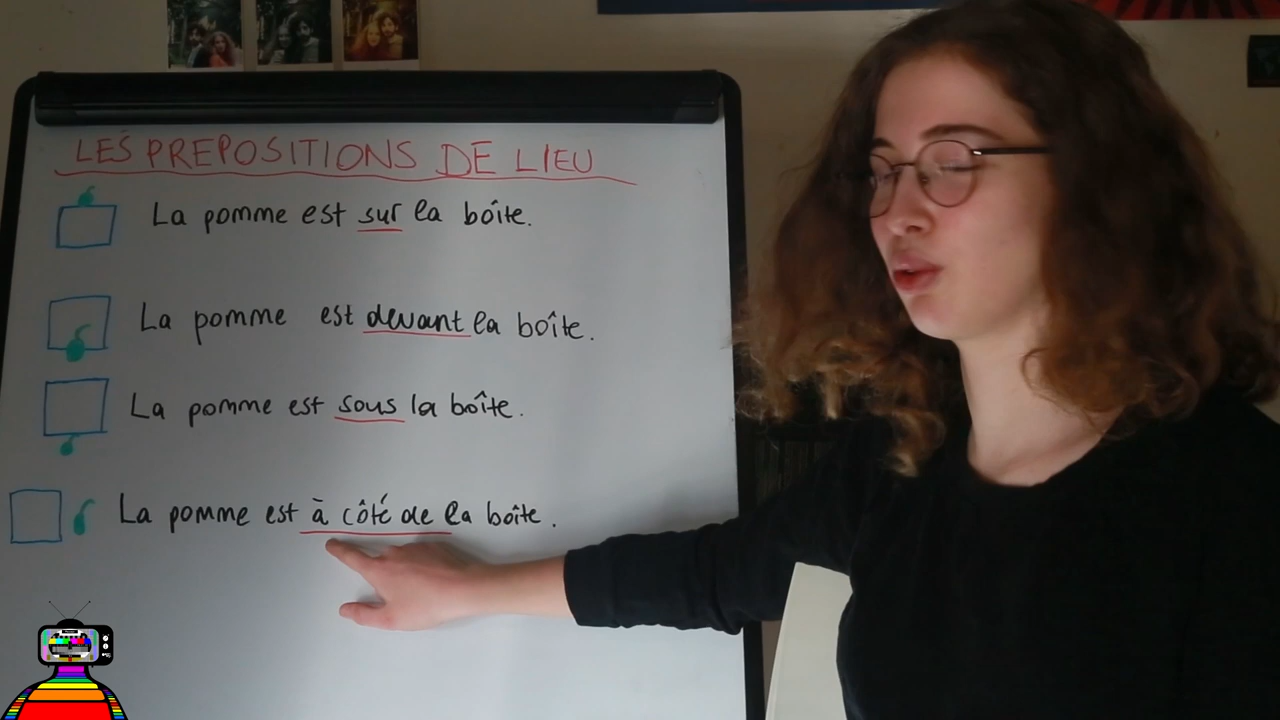 LES PREPOSITIONS DE LIEU
La pomme est sur la boîte.
La pomme est devant la boîte.
La pomme est sous la boîte.
La pomme est à côté de la boîte.